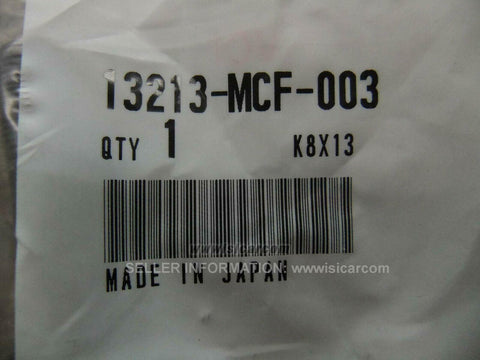 13213-MCF-003
QTY 1 K8X13
www.isicar.com
SELLER INFORMATION: wwwisicarcom
MADE IN JAPAN